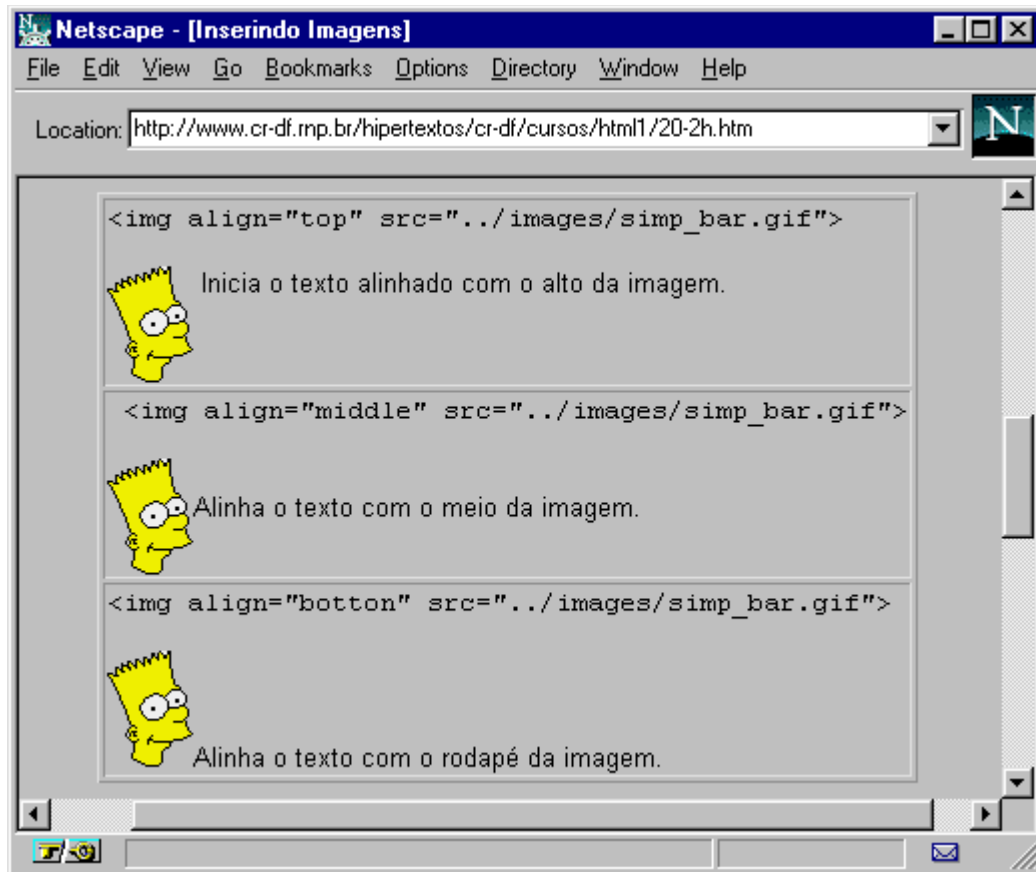 Netscape - [Inserindo Imagens]
File Edit View Go Bookmarks Options Directory Window Help
Location: http://www.cr-df.rnp.br/hipertextos/cr-df/cursos/html1/20-2h.htm
N
<img align="top" src="../images/simp_bar.gif">
Inicia o texto alinhado com o alto da imagem.
<img align="middle" src="../images/simp_bar.gif">
Alinha o texto com o meio da imagem.
<img align="botton" src="../images/simp_bar.gif">
Alinha o texto com o rodapé da imagem.